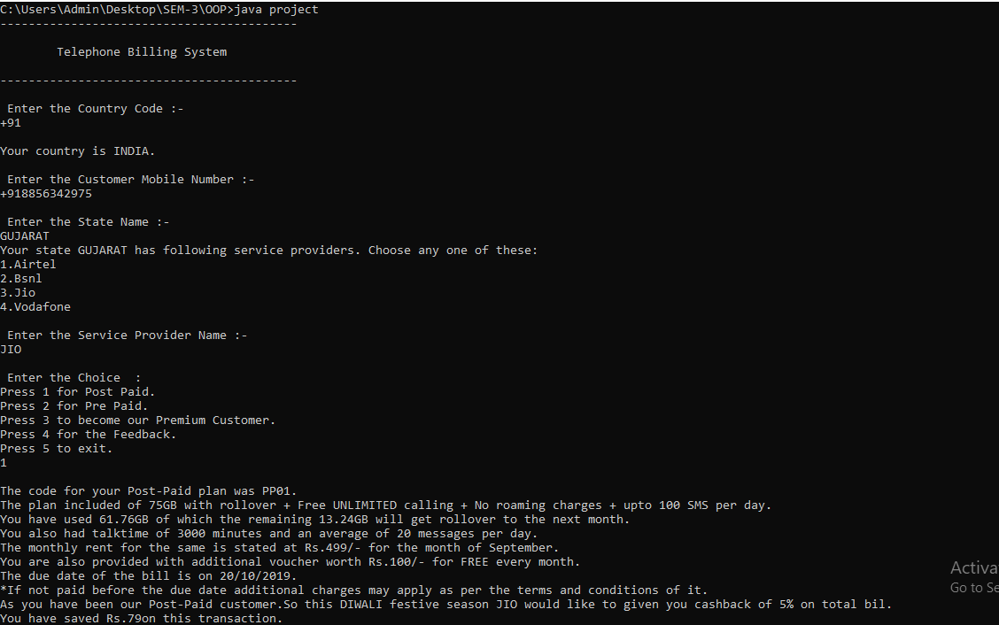 C:\Users\Admin\Desktop\SEM-3\OOP>java project
------------------------------------------
Telephone Billing System
------------------------------------------
Enter the Country Code :-
+91
Your country is INDIA.
Enter the Customer Mobile Number :-
+918856342975
Enter the State Name :-
GUJARAT
Your state GUJARAT has following service providers. Choose any one of these:
1.Airtel
2.Bsnl
3.Jio
4.Vodafone
Enter the Service Provider Name :-
JIO
Enter the Choice  :
Press 1 for Post Paid.
Press 2 for Pre Paid.
Press 3 to become our Premium Customer.
Press 4 for the Feedback.
Press 5 to exit.
1
The code for your Post-Paid plan was PP01.
The plan included of 75GB with rollover + Free UNLIMITED calling + No roaming charges + upto 100 SMS per day.
You have used 61.76GB of which the remaining 13.24GB will get rollover to the next month.
You also had talktime of 3000 minutes and an average of 20 messages per day.
The monthly rent for the same is stated at Rs.499/- for the month of September.
You are also provided with additional voucher worth Rs.100/- for FREE every month.
The due date of the bill is on 20/10/2019.
*If not paid before the due date additional charges may apply as per the terms and conditions of it.
As you have been our Post-Paid customer.So this DIWALI festive season JIO would like to given you cashback of 5% on total bil.
You have saved Rs.79on this transaction.
Activa
Go to Se